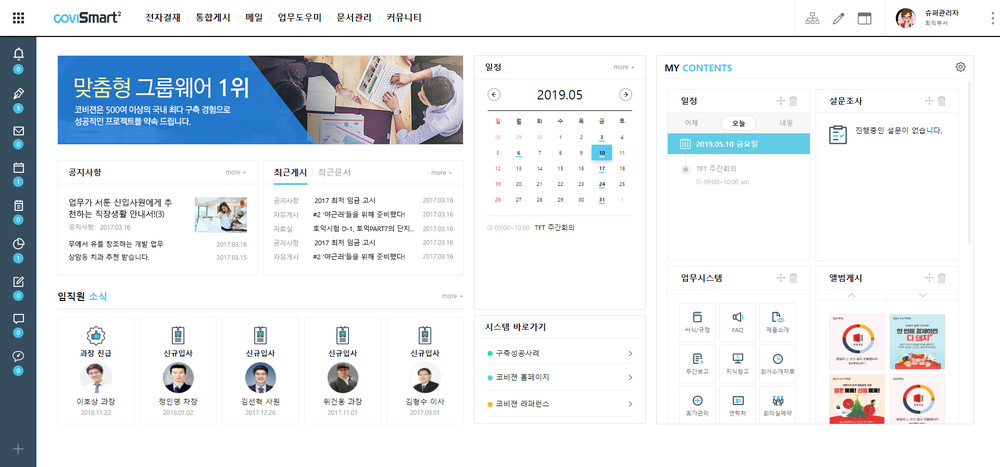 coviSmart²
전자결재 통합게시 메일 업무도우미 문서관리 커뮤니티
슈퍼관리자
회직부서
0
5
0
1
0
1
0
0
0
맞춤형 그룹웨어 1위
코비젼은 500여 이상의 국내 최다 구축 경험으로
성공적인 프로젝트를 약속 드립니다.
공지사항 more +
업무가 서툰 신입사원에게 추
천하는 직장생활 안내서!(3)
공지사항 2017.03.16
무에서 유를 창조하는 개발 업무 2017.03.16
상암동 치과 추천 받습니다. 2017.03.15
최근게시 최근문서 more +
공지사항 2017 최저 임금 고시 2017.03.16
자유게시 #2 '야근러'들을 위해 준비했다! 2017.03.16
자료실 토익시험 D-1, 토익PART7의 단지... 2017.03.16
공지사항 2017 최저 임금 고시 2017.03.16
자유게시 #2 '야근러'들을 위해 준비했다! 2017.03.16
임직원 소식 more +
과장 진급 신규입사 신규입사 신규입사 신규입사
이호상 과장 정인영 차장 김선혁 사원 위건웅 과장 김형수 이사
2018.11.22 2018.01.02 2017.12.26 2017.11.01 2017.09.01
일정 more +
2019.05
일 월 화 수 목 금 토
28 29 30 1 2 3 4
5 6 7 8 9 10 11
12 13 14 15 16 17 18
19 20 21 22 23 24 25
26 27 28 29 30 31 1
09:00~10:00 TFT 주간회의
시스템 바로가기
구축성공사례
코비젼 홈페이지
코비젼 래퍼런스
MY CONTENTS
일정
어제 오늘 내일
2019.05.10 금요일
TFT 주간회의
09:00~10:00 am
설문조사
진행중인 설문이 없습니다.
업무시스템
서식/규정 FAQ 제품소개
주간보고 지식창고 회사소개자료
휴가관리 연락처 회의실예약
앨범게시
한 번에 결제하면
다 돼지